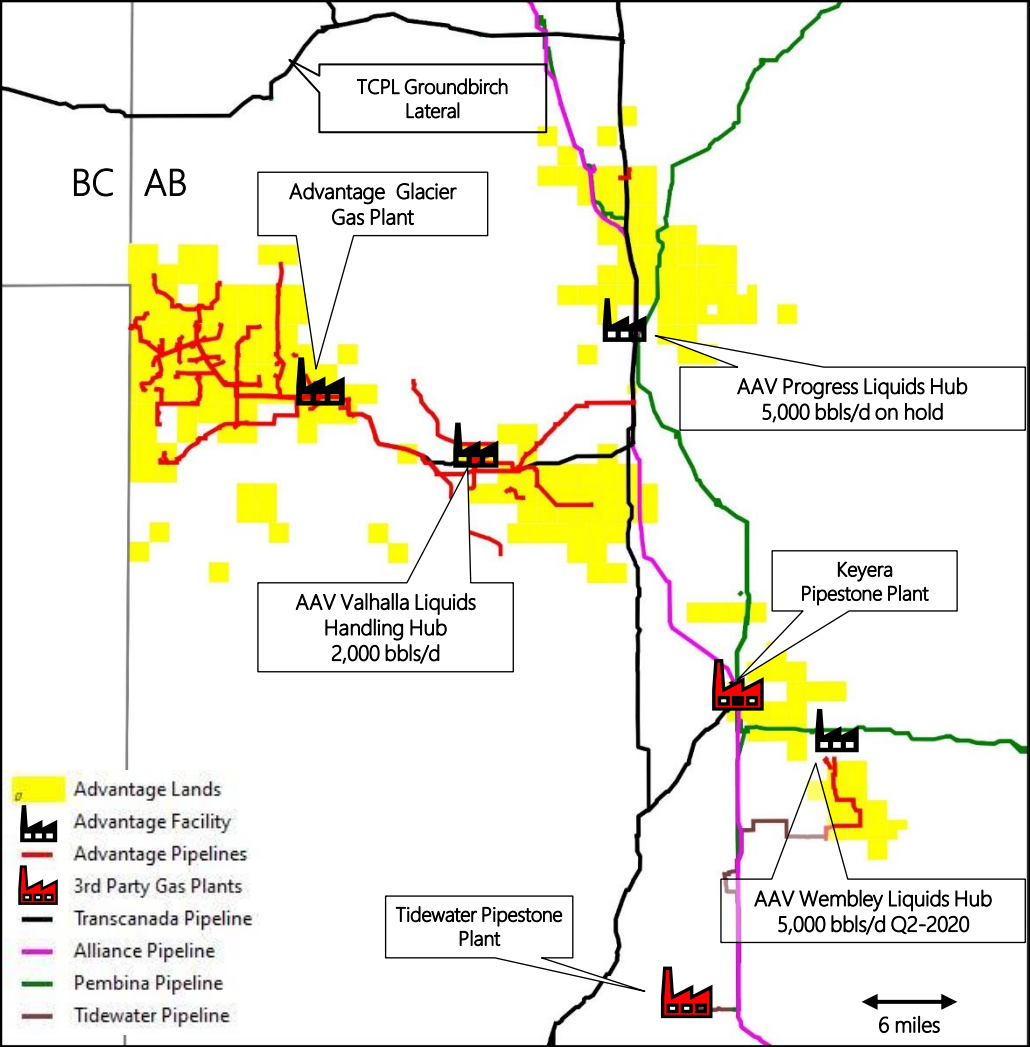 TCPL Groundbirch
Lateral
BC AB
Advantage Glacier
Gas Plant
AAV Progress Liquids Hub
5,000 bbls/d on hold
Keyera
Pipestone Plant
AAV Valhalla Liquids
Handling Hub
2,000 bbls/d
Advantage Lands
Advantage Facility
Advantage Pipelines
3rd Party Gas Plants
Transcanada Pipeline
Alliance Pipeline
Pembina Pipeline
Tidewater Pipeline
Tidewater Pipestone
Plant
AAV Wembley Liquids Hub
5,000 bbls/d Q2-2020
6 miles